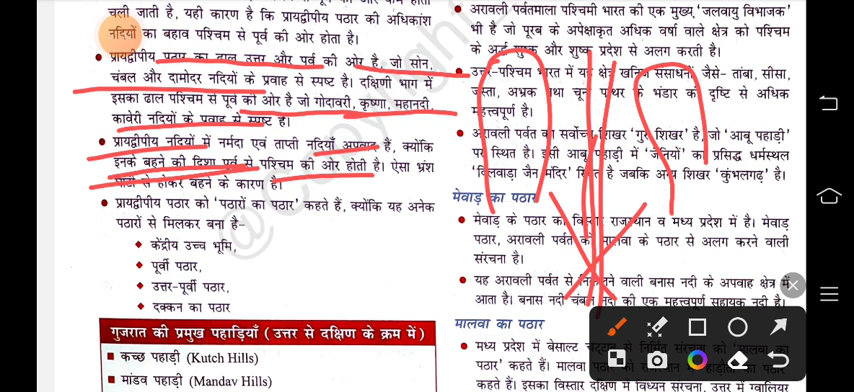 चली जाती है, यही कारण है कि प्रायद्वीपीय पठार की अधिकांश
नदियों का बहाव पश्चिम से पूर्व की ओर होता है।
प्रायद्वीपीय पठार का ढाल उत्तर और पूर्व की ओर है, जो सोन,
चंबल और दामोदर नदियों के प्रवाह से स्पष्ट है। दक्षिणी भाग में
इसका ढाल पश्चिम से पूर्व की ओर है जो गोदावरी, कृष्णा, महानदी,
कावेरी नदियों के प्रवाह से स्पष्ट है।
प्रायद्वीपीय नदियों में नर्मदा एवं ताप्ती नदियाँ अपवाद हैं, क्योंकि
इनके बहने की दिशा पूर्व से पश्चिम की ओर होती है। ऐसा भ्रंश
घाटी से होकर बहने के कारण है।
प्रायद्वीपीय पठार को 'पठारों का पठार' कहते हैं, क्योंकि यह अनेक
पठारों से मिलकर बना है-
केंद्रीय उच्च भूमि,
पूर्वी पठार,
उत्तर-पूर्वी पठार,
दक्कन का पठार
गुजरात की प्रमुख पहाड़ियाँ (उत्तर से दक्षिण के क्रम में)
कच्छ पहाड़ी (Kutch Hills)
मांडव पहाड़ी (Mandav Hills)
अरावली पर्वतमाला पश्चिमी भारत की एक मुख्य 'जलवायु विभाजक'
भी है जो पूरब के अपेक्षाकृत अधिक वर्षा वाले क्षेत्र को पश्चिम
के अर्द्ध शुष्क और शुष्क प्रदेश से अलग करती है।
उत्तर-पश्चिम भारत में यह क्षेत्र खनिज संसाधनों जैसे- तांबा, सीसा,
जस्ता, अभ्रक तथा चूना पत्थर के भंडार की दृष्टि से अधिक
महत्त्वपूर्ण है।
अरावली पर्वत का सर्वोच्च शिखर 'गुरु शिखर' है, जो 'आबू पहाड़ी'
पर स्थित है। इसी आबू पहाड़ी में 'जैनियों' का प्रसिद्ध धर्मस्थल
'दिलवाड़ा जैन मंदिर' स्थित है जबकि अन्य शिखर 'कुंभलगढ़' है।
मेवाड़ का पठार
मेवाड़ के पठार का विस्तार राजस्थान व मध्य प्रदेश में है। मेवाड़
पठार, अरावली पर्वत को मालवा के पठार से अलग करने वाली
संरचना है।
यह अरावली पर्वत से निकलने वाली बनास नदी के अपवाह क्षेत्र में
आता है। बनास नदी चंबल नदी की एक महत्त्वपूर्ण सहायक नदी है।
मालवा का पठार
मध्य प्रदेश में बेसाल्ट चट्टान से निर्मित संरचना को 'मालवा का
पठार' कहते हैं। मालवा का पठार
कहते हैं। इसका विस्तार दक्षिण में विंध्यन संरचना, उत्तर में ग्वालियर
@Copyright